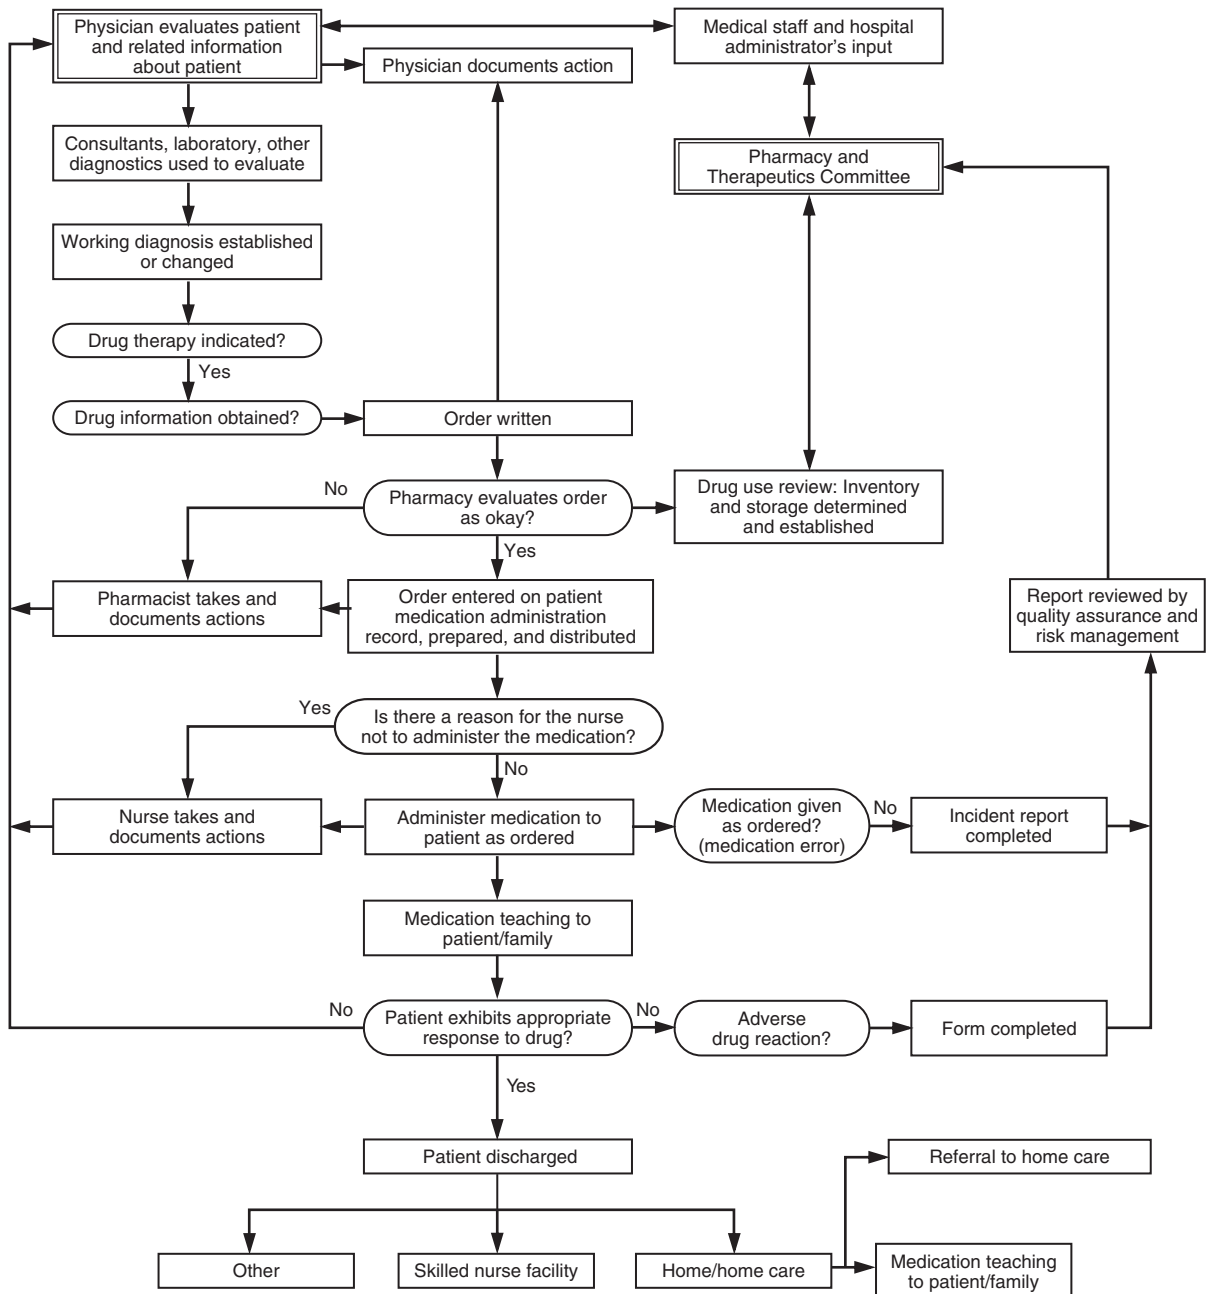 Physician evaluates patient
and related information
about patient
Medical staff and hospital
administrator's input
Physician documents action
Consultants, laboratory, other
diagnostics used to evaluate
Pharmacy and
Therapeutics Committee
Working diagnosis established
or changed
Drug therapy indicated?
Yes
Drug information obtained?
Order written
No
Pharmacy evaluates order
as okay?
Drug use review: Inventory
and storage determined
and established
Yes
Pharmacist takes and
documents actions
Order entered on patient
medication administration
record, prepared, and distributed
Report reviewed by
quality assurance and
risk management
Yes
Is there a reason for the nurse
not to administer the medication?
No
Nurse takes and
documents actions
Administer medication to
patient as ordered
Medication given
as ordered?
(medication error)
No
Incident report
completed
Medication teaching to
patient/family
No
Patient exhibits appropriate
response to drug?
No
Adverse
drug reaction?
Form completed
Yes
Patient discharged
Referral to home care
Other
Skilled nurse facility
Home/home care
Medication teaching
to patient/family